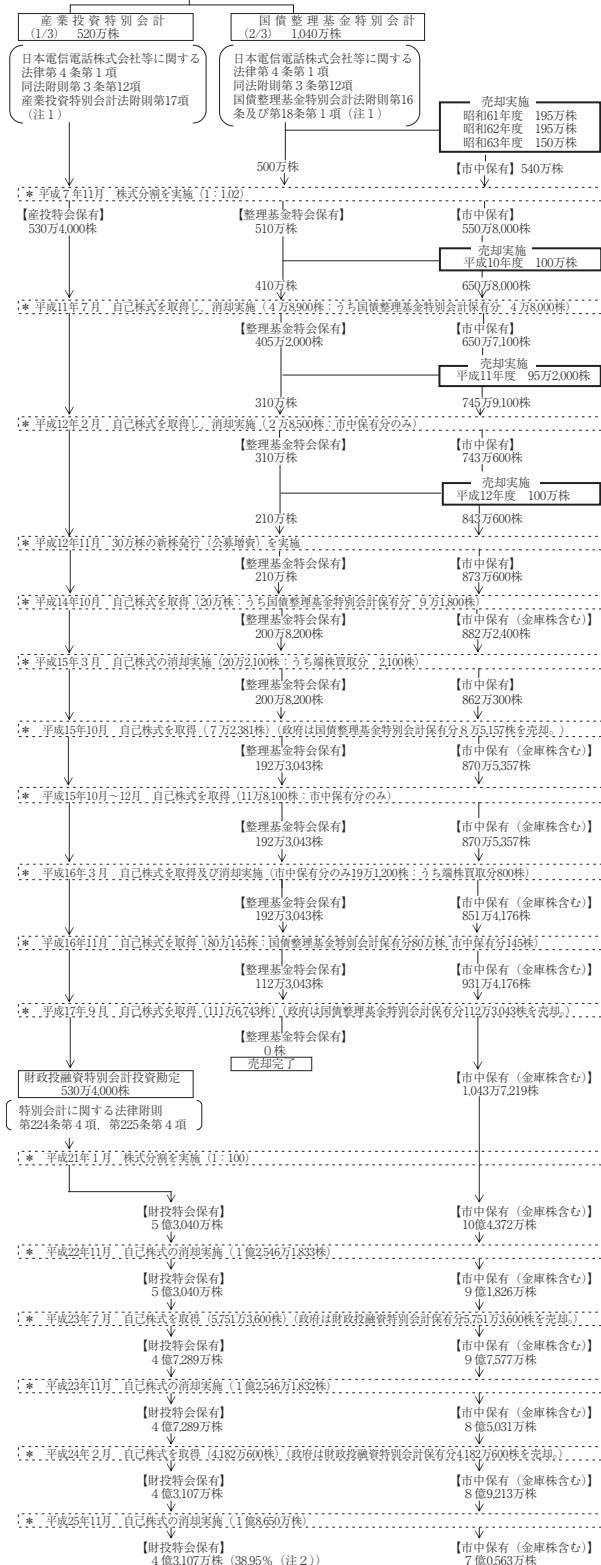 産業投資特別会計
(1/3)　520万株
国債整理基金特別会計
(2/3)　1,040万株
日本電信電話株式会社等に関する
法律第４条第１項
同法附則第３条第12項
産業投資特別会計法附則第17項
（注１）
日本電信電話株式会社等に関する
法律第４条第１項
同法附則第３条第12項
国債整理基金特別会計法附則第16
条及び第18条第１項（注１）
売却実施
昭和61年度　195万株
昭和62年度　195万株
昭和63年度　150万株
500万株
【市中保有】540万株
＊ 平成７年11月　株式分割を実施（1：1.02）
【産投特会保有】
530万4,000株
【整理基金特会保有】
510万株
【市中保有】
550万8,000株
売却実施
平成10年度　100万株
410万株
650万8,000株
＊ 平成11年７月　自己株式を取得し，消却実施（４万8,900株：うち国債整理基金特別会計保有分　４万8,000株）
【整理基金特会保有】
405万2,000株
【市中保有】
650万7,100株
売却実施
平成11年度　95万2,000株
310万株
745万9,100株
＊ 平成12年２月　自己株式を取得し，消却実施（２万8,500株：市中保有分のみ）
【整理基金特会保有】
310万株
【市中保有】
743万600株
売却実施
平成12年度　100万株
210万株
843万600株
＊ 平成12年11月　30万株の新株発行（公募増資）を実施
【整理基金特会保有】
210万株
【市中保有】
873万600株
＊ 平成14年10月　自己株式を取得（20万株：うち国債整理基金特別会計保有分　９万1,800株）
【整理基金特会保有】
200万8,200株
【市中保有（金庫株含む）】
882万2,400株
＊ 平成15年３月　自己株式の消却実施（20万2,100株：うち端株買取分　2,100株）
【整理基金特会保有】
200万8,200株
【市中保有（金庫株含む）】
862万300株
＊ 平成15年10月　自己株式を取得（７万2,381株）（政府は国債整理基金特別会計保有分８万5,157株を売却。）
【整理基金特会保有】
192万3,043株
【市中保有（金庫株含む）】
870万5,357株
＊ 平成15年10月～12月　自己株式を取得（11万8,100株：市中保有分のみ）
【整理基金特会保有】
192万3,043株
【市中保有（金庫株含む）】
870万5,357株
＊ 平成16年３月　自己株式を取得及び消却実施（市中保有分のみ19万1,200株：うち端株買取分800株）
【整理基金特会保有】
192万3,043株
【市中保有（金庫株含む）】
851万4,176株
＊ 平成16年11月　自己株式を取得（80万145株：国債整理基金特別会計保有分80万株，市中保有分145株）
【整理基金特会保有】
112万3,043株
【市中保有（金庫株含む）】
931万4,176株
＊ 平成17年９月　自己株式を取得（111万6,743株）（政府は国債整理基金特別会計保有分112万3,043株を売却。）
【整理基金特会保有】
０株
売却完了
財政投融資特別会計投資勘定
530万4,000株
【市中保有（金庫株含む）】
1,043万7,219株
特別会計に関する法律附則
第224条第４項，第225条第４項
＊　平成21年１月　株式分割を実施（1：100）
【財投特会保有】
５億3,040万株
【市中保有（金庫株含む）】
10億4,372万株
＊　平成22年11月　自己株式の消却実施（１億2,546万1,833株）
【財投特会保有】
５億3,040万株
【市中保有（金庫株含む）】
９億1,826万株
＊　平成23年７月　自己株式を取得（5,751万3,600株）（政府は財政投融資特別会計保有分5,751万3,600株を売却。）
【財投特会保有】
４億7,289万株
【市中保有（金庫株含む）】
９億7,577万株
＊　平成23年11月　自己株式の消却実施（１億2,546万1,832株）
【財投特会保有】
４億7,289万株
【市中保有（金庫株含む）】
８億5,031万株
＊　平成24年２月　自己株式を取得（4,182万600株）（政府は財政投融資特別会計保有分4,182万600株を売却。）
【財投特会保有】
４億3,107万株
【市中保有（金庫株含む）】
８億9,213万株
＊　平成25年11月　自己株式の消却実施（１億8,650万株）
【財投特会保有】
４億3,107万株（38.95％（注２））
【市中保有（金庫株含む）】
７億0,563万株